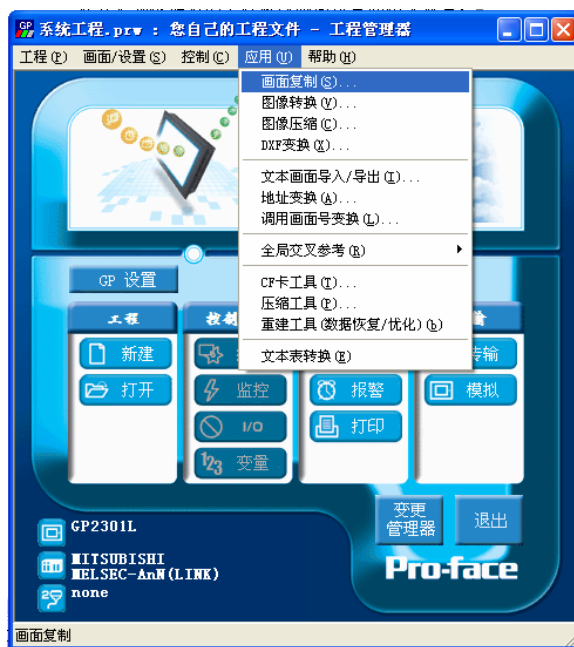 系统工程.prw : 您自己的工程文件 - 工程管理器
工程(P) 画面/设置(S) 控制(C) 应用(U) 帮助(H)
画面复制(S)...
图像转换(V)...
图像压缩(C)...
DXF变换(X)...
文本画面导入/导出(I)...
地址变换(A)...
调用画面号变换(L)...
全局交叉参考(R)
CF卡工具(T)...
压缩工具(P)...
重建工具(数据恢复/优化)(b)
文本表转换(E)
GP 设置
工程
新建
打开
监控
I/O
123 变量
报警
打印
传输
模拟
变更
管理器
退出
GP2301L
MITSUBISHI
MELSEC-AnN(LINK)
none
Pro-face
画面复制